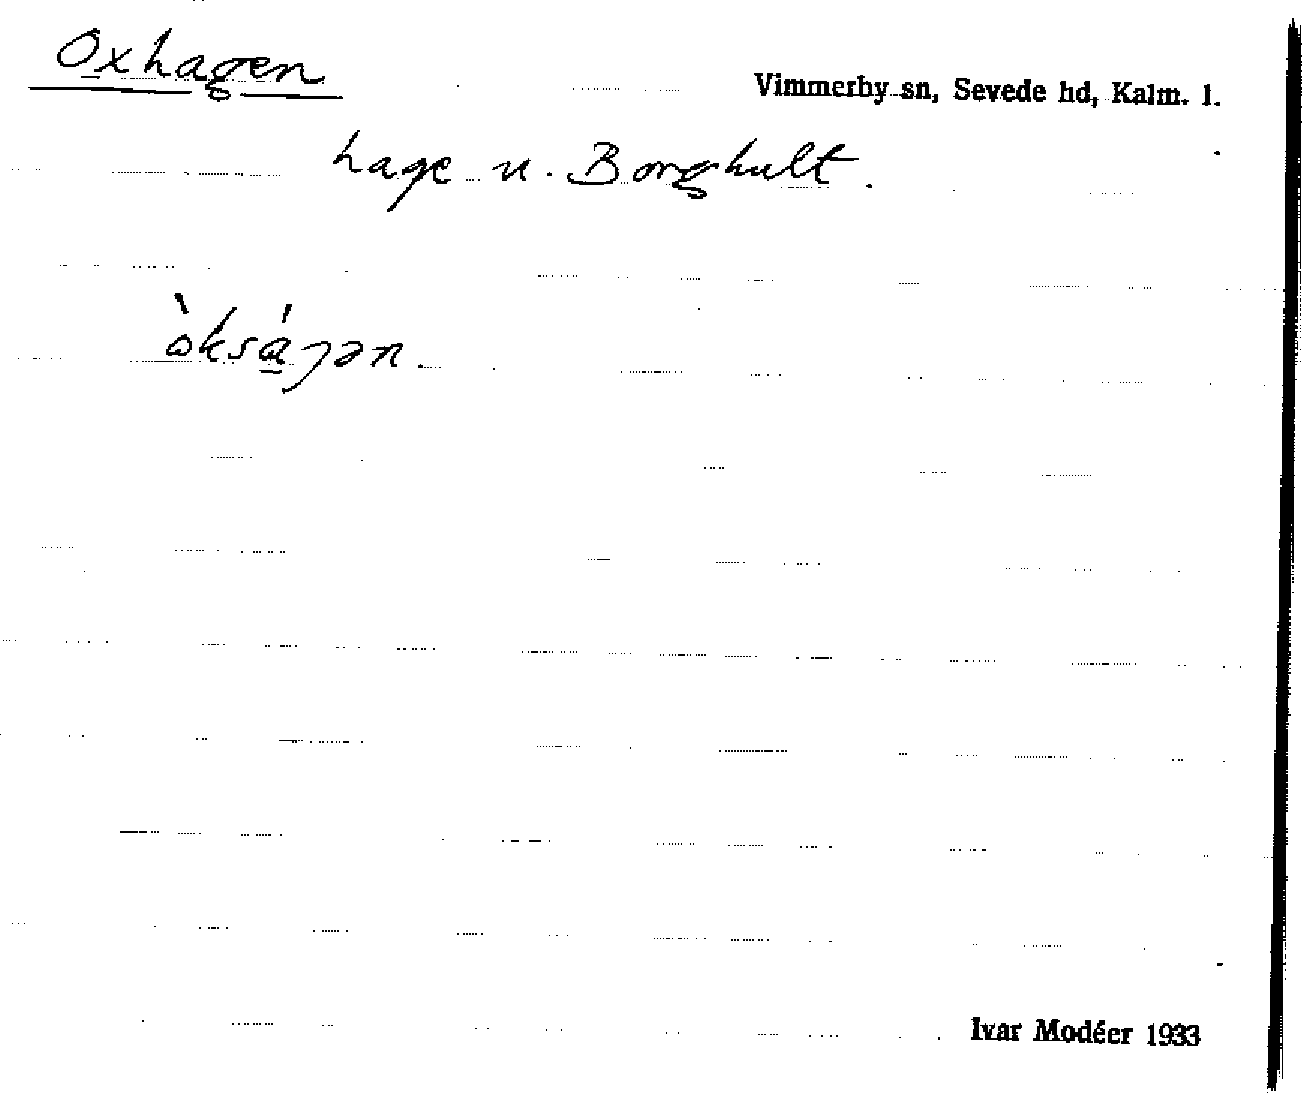 Oxhagen
Vimmerby sn, Sevede hd, Kalm. l.
hage u. Borghult.
òksájən.
Ivar Modéer 1933